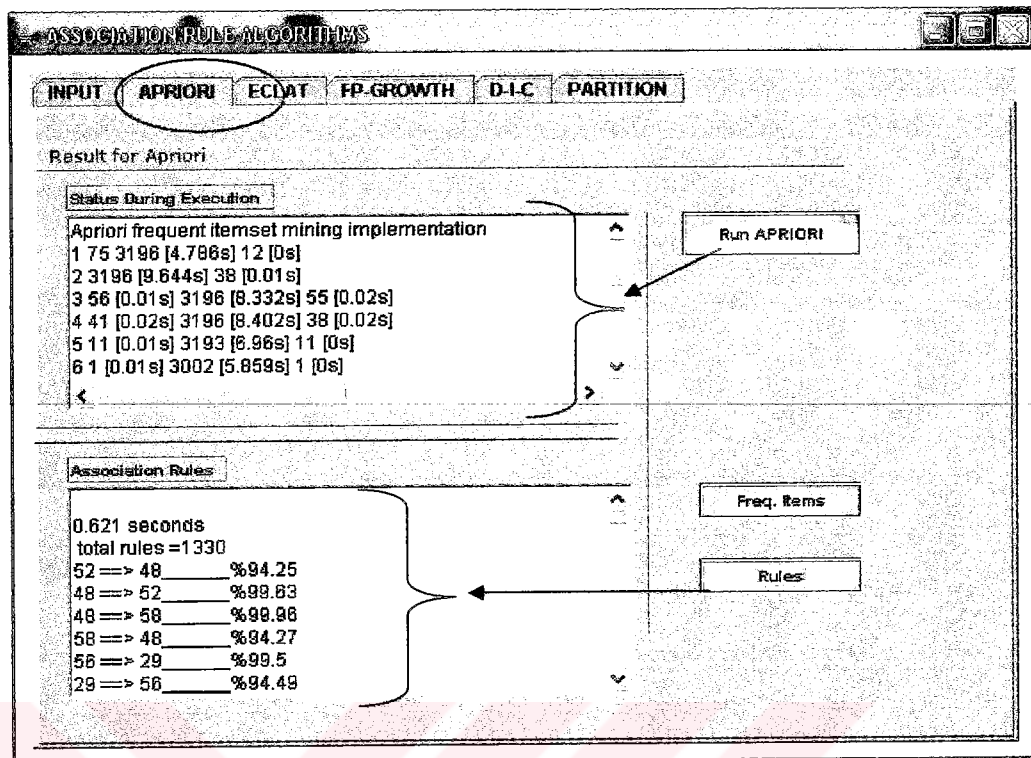 ASSOCIATION RULE ALGORITHMS
INPUT APRIORI ECLAT FP-GROWTH D-I-C PARTITION
Result for Apriori
Status During Execution
Apriori frequent itemset mining implementation
1 75 3196 [4.786s] 12 [0s]
2 3196 [9.644s] 38 [0.01s]
3 56 [0.01s] 3196 [8.332s] 55 [0.02s]
4 41 [0.02s] 3196 [8.402s] 38 [0.02s]
5 11 [0.01s] 3193 [6.96s] 11 [0s]
6 1 [0.01s] 3002 [5.859s] 1 [0s]
Run APRIORI
Association Rules
0.621 seconds
total rules =1330
52 ==> 48______%94.25
48 ==> 52______%99.63
48 ==> 58______%99.96
58 ==> 48______%94.27
56 ==> 29______%99.5
29 ==> 56______%94.49
Freq. Items
Rules